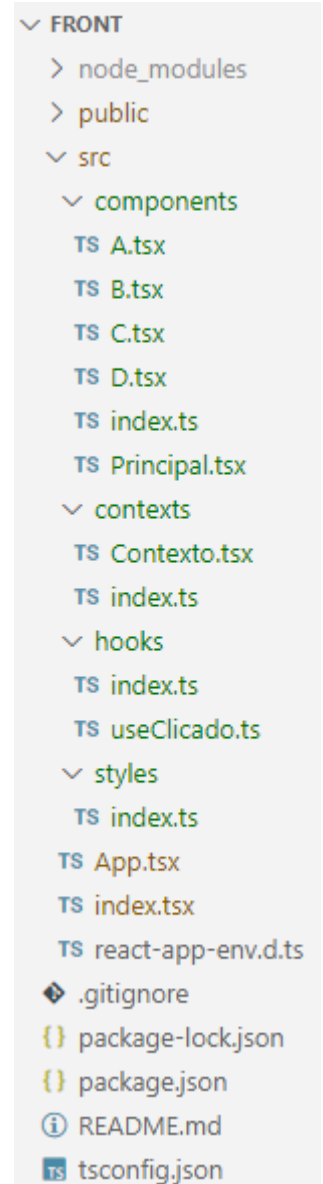 FRONT
node_modules
public
src
components
TS A.tsx
TS B.tsx
TS C.tsx
TS D.tsx
TS index.ts
TS Principal.tsx
contexts
TS Contexto.tsx
TS index.ts
hooks
TS index.ts
TS useClicado.ts
styles
TS index.ts
TS App.tsx
TS index.tsx
TS react-app-env.d.ts
.gitignore
{} package-lock.json
{} package.json
README.md
TS tsconfig.json